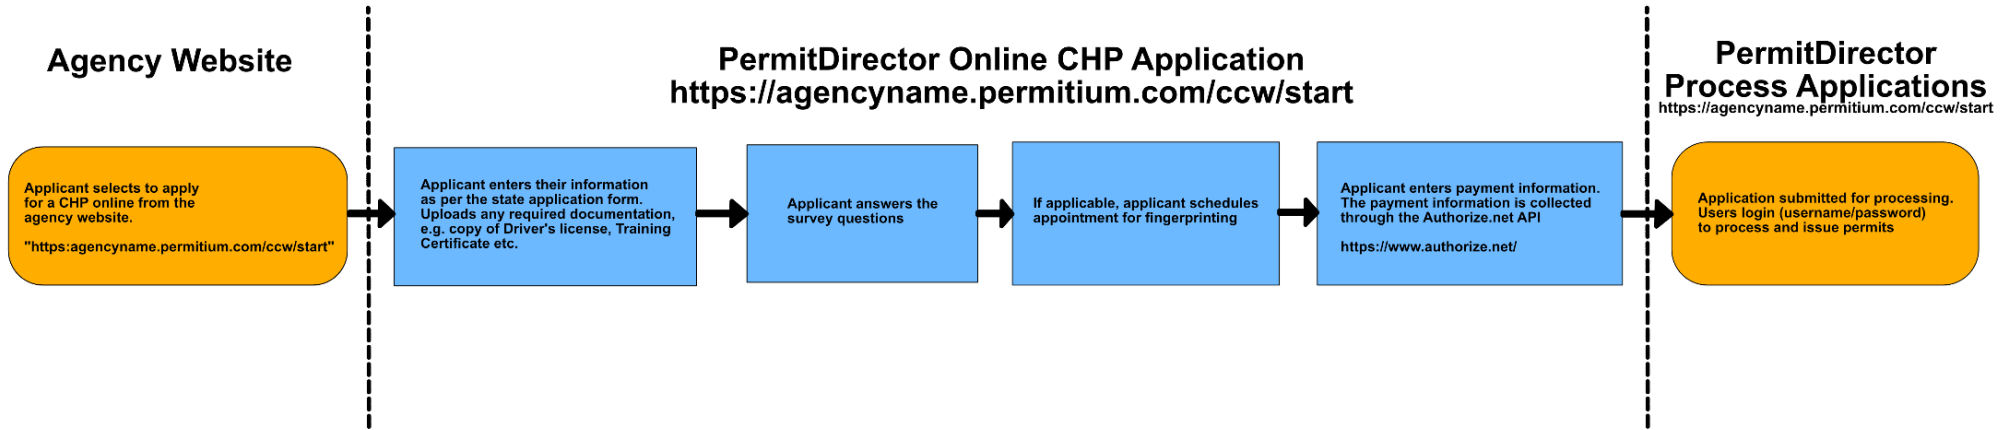 Agency Website
PermitDirector Online CHP Application
https://agencyname.permitium.com/ccw/start
PermitDirector
Process Applications
https://agencyname.permitium.com/ccw/start
Applicant selects to apply
for a CHP online from the
agency website.
"https:agencyname.permitium.com/ccw/start"
Applicant enters their information
as per the state application form.
Uploads any required documentation,
e.g. copy of Driver's license, Training
Certificate etc.
Applicant answers the
survey questions
If applicable, applicant schedules
appointment for fingerprinting
Applicant enters payment information.
The payment information is collected
through the Authorize.net API
https://www.authorize.net/
Application submitted for processing.
Users login (username/password)
to process and issue permits